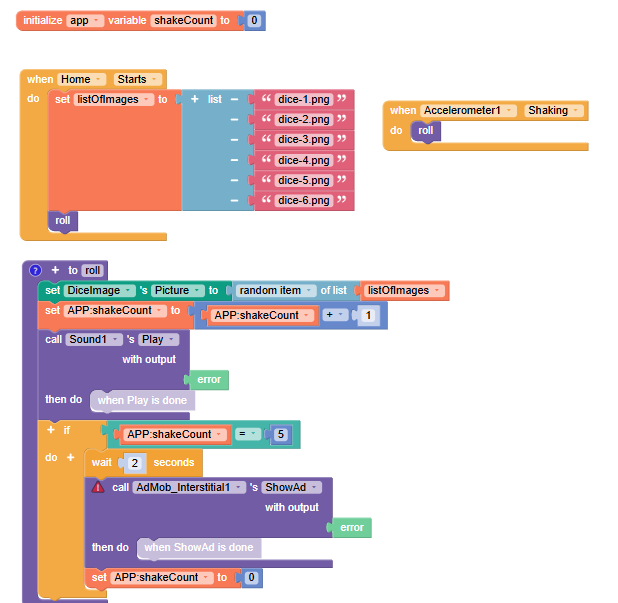 initialize app variable shakeCount to 0
when Home Starts
do set listOfImages to + list − “ dice-1.png ”
− “ dice-2.png ”
− “ dice-3.png ”
− “ dice-4.png ”
− “ dice-5.png ”
− “ dice-6.png ”
roll
when Accelerometer1 Shaking
do roll
? + to roll
set DiceImage 's Picture to random item of list listOfImages
set APP:shakeCount to APP:shakeCount + 1
call Sound1 's Play
with output
error
then do when Play is done
+ if APP:shakeCount = 5
do + wait 2 seconds
call AdMob_Interstitial1 's ShowAd
with output
error
then do when ShowAd is done
set APP:shakeCount to 0